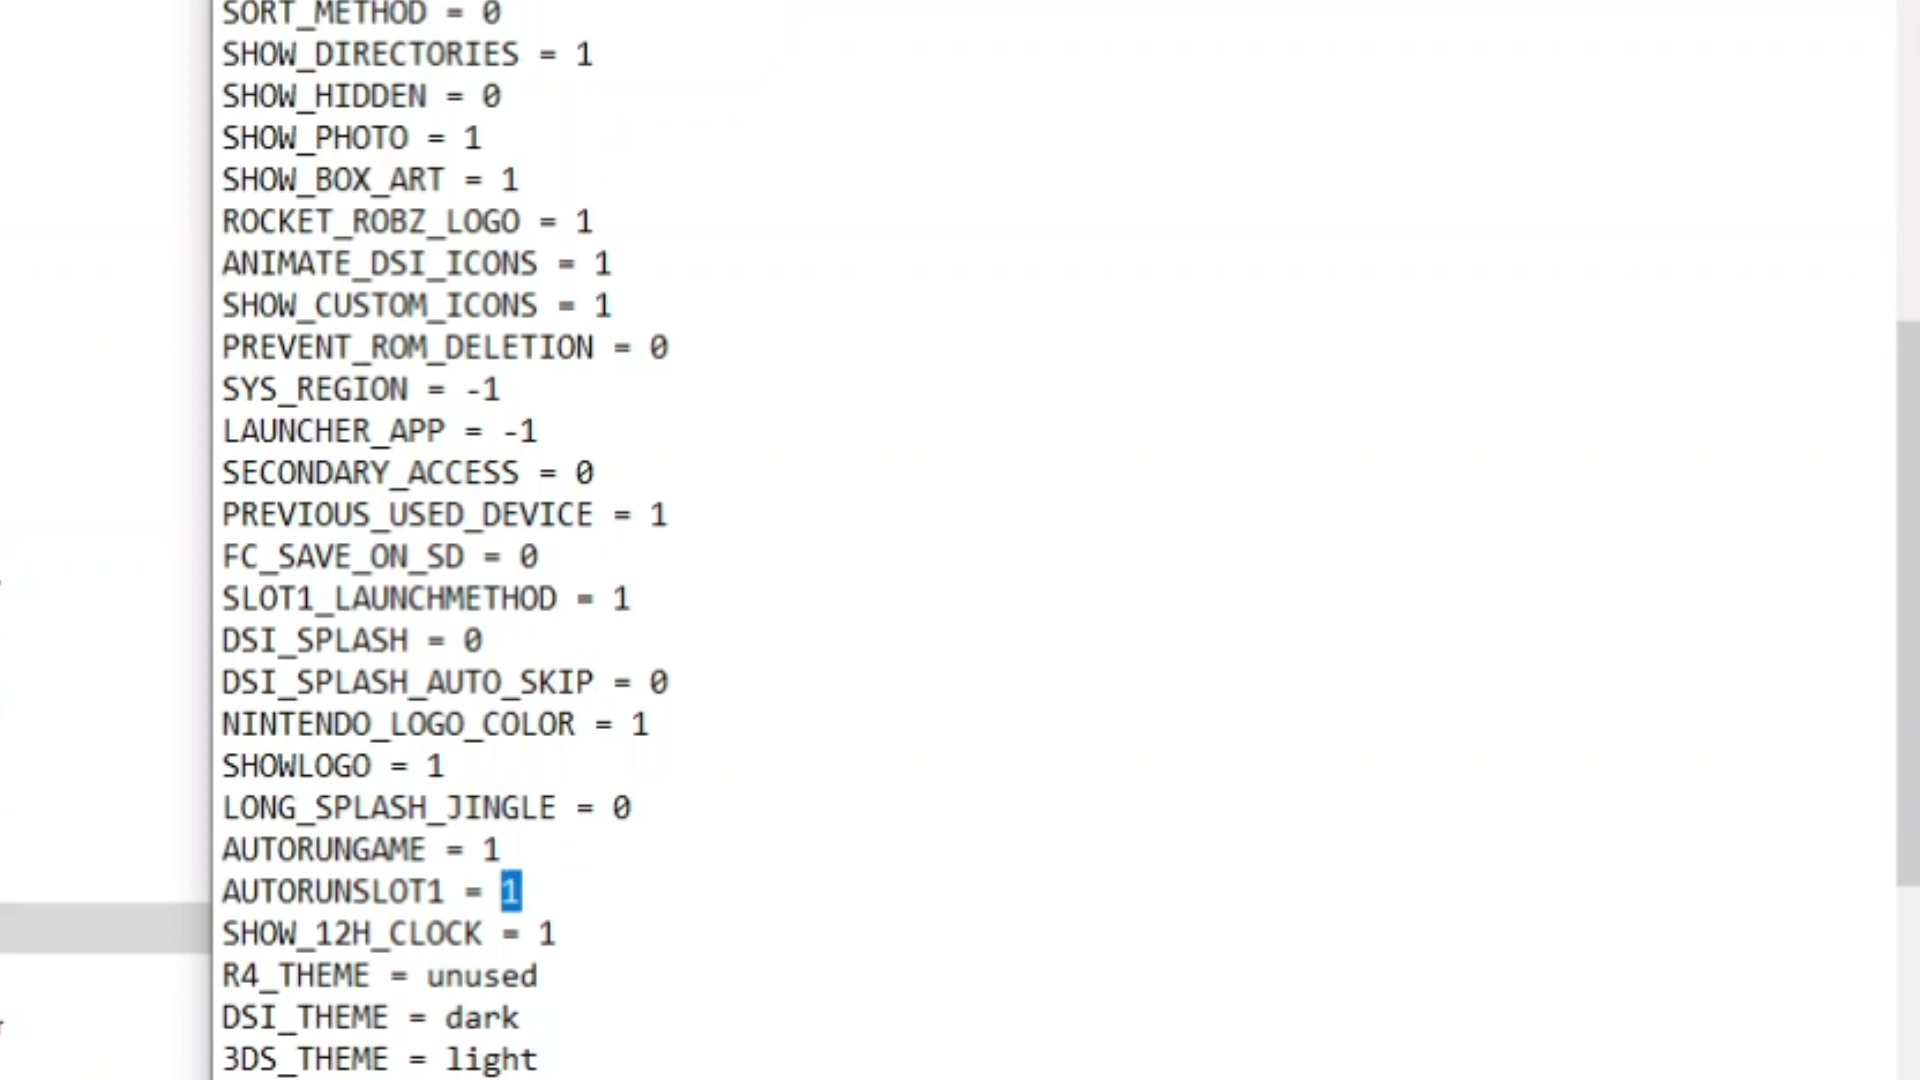 SORT_METHOD = 0
SHOW_DIRECTORIES = 1
SHOW_HIDDEN = 0
SHOW_PHOTO = 1
SHOW_BOX_ART = 1
ROCKET_ROBZ_LOGO = 1
ANIMATE_DSI_ICONS = 1
SHOW_CUSTOM_ICONS = 1
PREVENT_ROM_DELETION = 0
SYS_REGION = -1
LAUNCHER_APP = -1
SECONDARY_ACCESS = 0
PREVIOUS_USED_DEVICE = 1
FC_SAVE_ON_SD = 0
SLOT1_LAUNCHMETHOD = 1
DSI_SPLASH = 0
DSI_SPLASH_AUTO_SKIP = 0
NINTENDO_LOGO_COLOR = 1
SHOWLOGO = 1
LONG_SPLASH_JINGLE = 0
AUTORUNGAME = 1
AUTORUNSLOT1 = 1
SHOW_12H_CLOCK = 1
R4_THEME = unused
DSI_THEME = dark
3DS_THEME = light